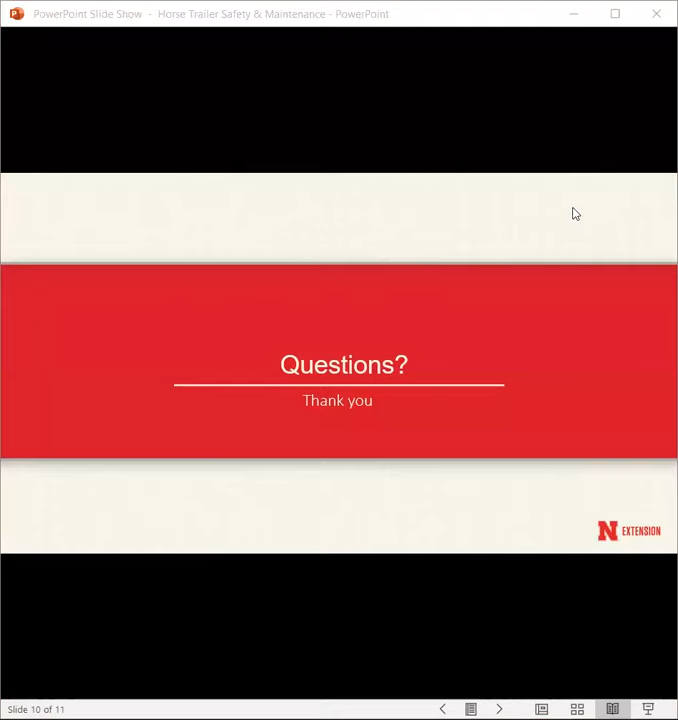 PowerPoint Slide Show - Horse Trailer Safety & Maintenance - PowerPoint
Questions?
Thank you
N EXTENSION
Slide 10 of 11